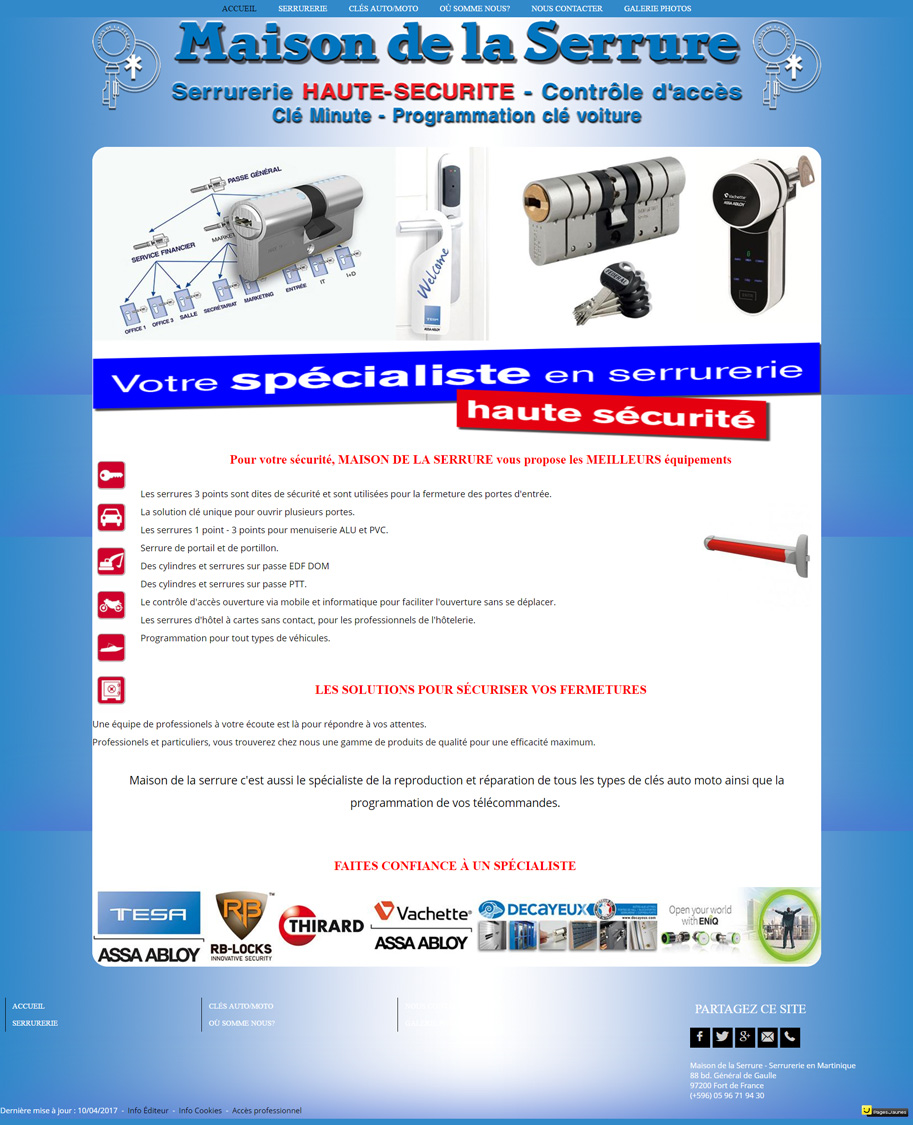 ACCUEIL SERRURERIE CLÉS AUTO/MOTO OÙ SOMME NOUS? NOUS CONTACTER GALERIE PHOTOS
Maison de la Serrure
Serrurerie HAUTE-SECURITE - Contrôle d'accès
Clé Minute - Programmation clé voiture
PASSE GÉNÉRAL
SERVICE FINANCIER
OFFICE 1 OFFICE 3 SALLE SECRÉTARIAT MARKETING ENTRÉE IT I+D
Welcome
TESA
ASSA ABLOY
FEDERAL
Vachette
ASSA ABLOY
Votre spécialiste en serrurerie
haute sécurité
Pour votre sécurité, MAISON DE LA SERRURE vous propose les MEILLEURS équipements
Les serrures 3 points sont dites de sécurité et sont utilisées pour la fermeture des portes d'entrée.
La solution clé unique pour ouvrir plusieurs portes.
Les serrures 1 point - 3 points pour menuiserie ALU et PVC.
Serrure de portail et de portillon.
Des cylindres et serrures sur passe EDF DOM
Des cylindres et serrures sur passe PTT.
Le contrôle d'accès ouverture via mobile et informatique pour faciliter l'ouverture sans se déplacer.
Les serrures d'hôtel à cartes sans contact, pour les professionnels de l'hôtelerie.
Programmation pour tout types de véhicules.
LES SOLUTIONS POUR SÉCURISER VOS FERMETURES
Une équipe de professionels à votre écoute est là pour répondre à vos attentes.
Professionels et particuliers, vous trouverez chez nous une gamme de produits de qualité pour une efficacité maximum.
Maison de la serrure c'est aussi le spécialiste de la reproduction et réparation de tous les types de clés auto moto ainsi que la
programmation de vos télécommandes.
FAITES CONFIANCE À UN SPÉCIALISTE
TESA
ASSA ABLOY
RB
RB-LOCKS
INNOVATIVE SECURITY
THIRARD
Vachette
ASSA ABLOY
DECAYEUX
www.decayeux.com
Open your world
with ENiQ
ACCUEIL
SERRURERIE
CLÉS AUTO/MOTO
OÙ SOMME NOUS?
PARTAGEZ CE SITE
Maison de la Serrure - Serrurerie en Martinique
88 bd. Général de Gaulle
97200 Fort de France
(+596) 05 96 71 94 30
Dernière mise à jour : 10/04/2017 - Info Éditeur - Info Cookies - Accès professionnel
PagesJaunes